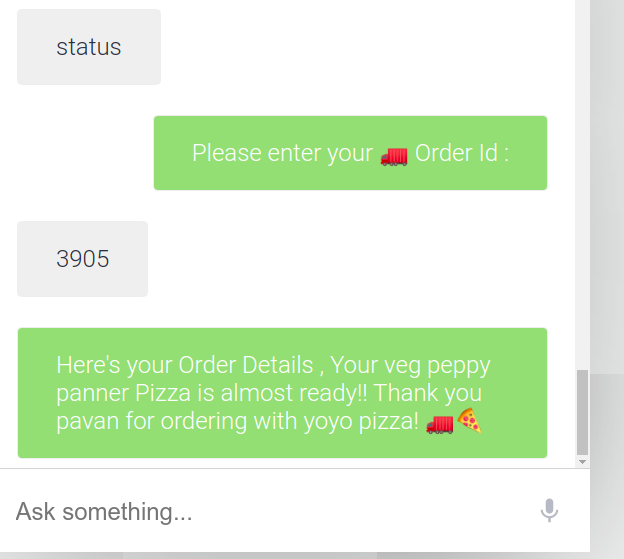 status
Please enter your 🚛 Order Id :
3905
Here's your Order Details , Your veg peppy
panner Pizza is almost ready!! Thank you
pavan for ordering with yoyo pizza! 🚛🍕
Ask something...